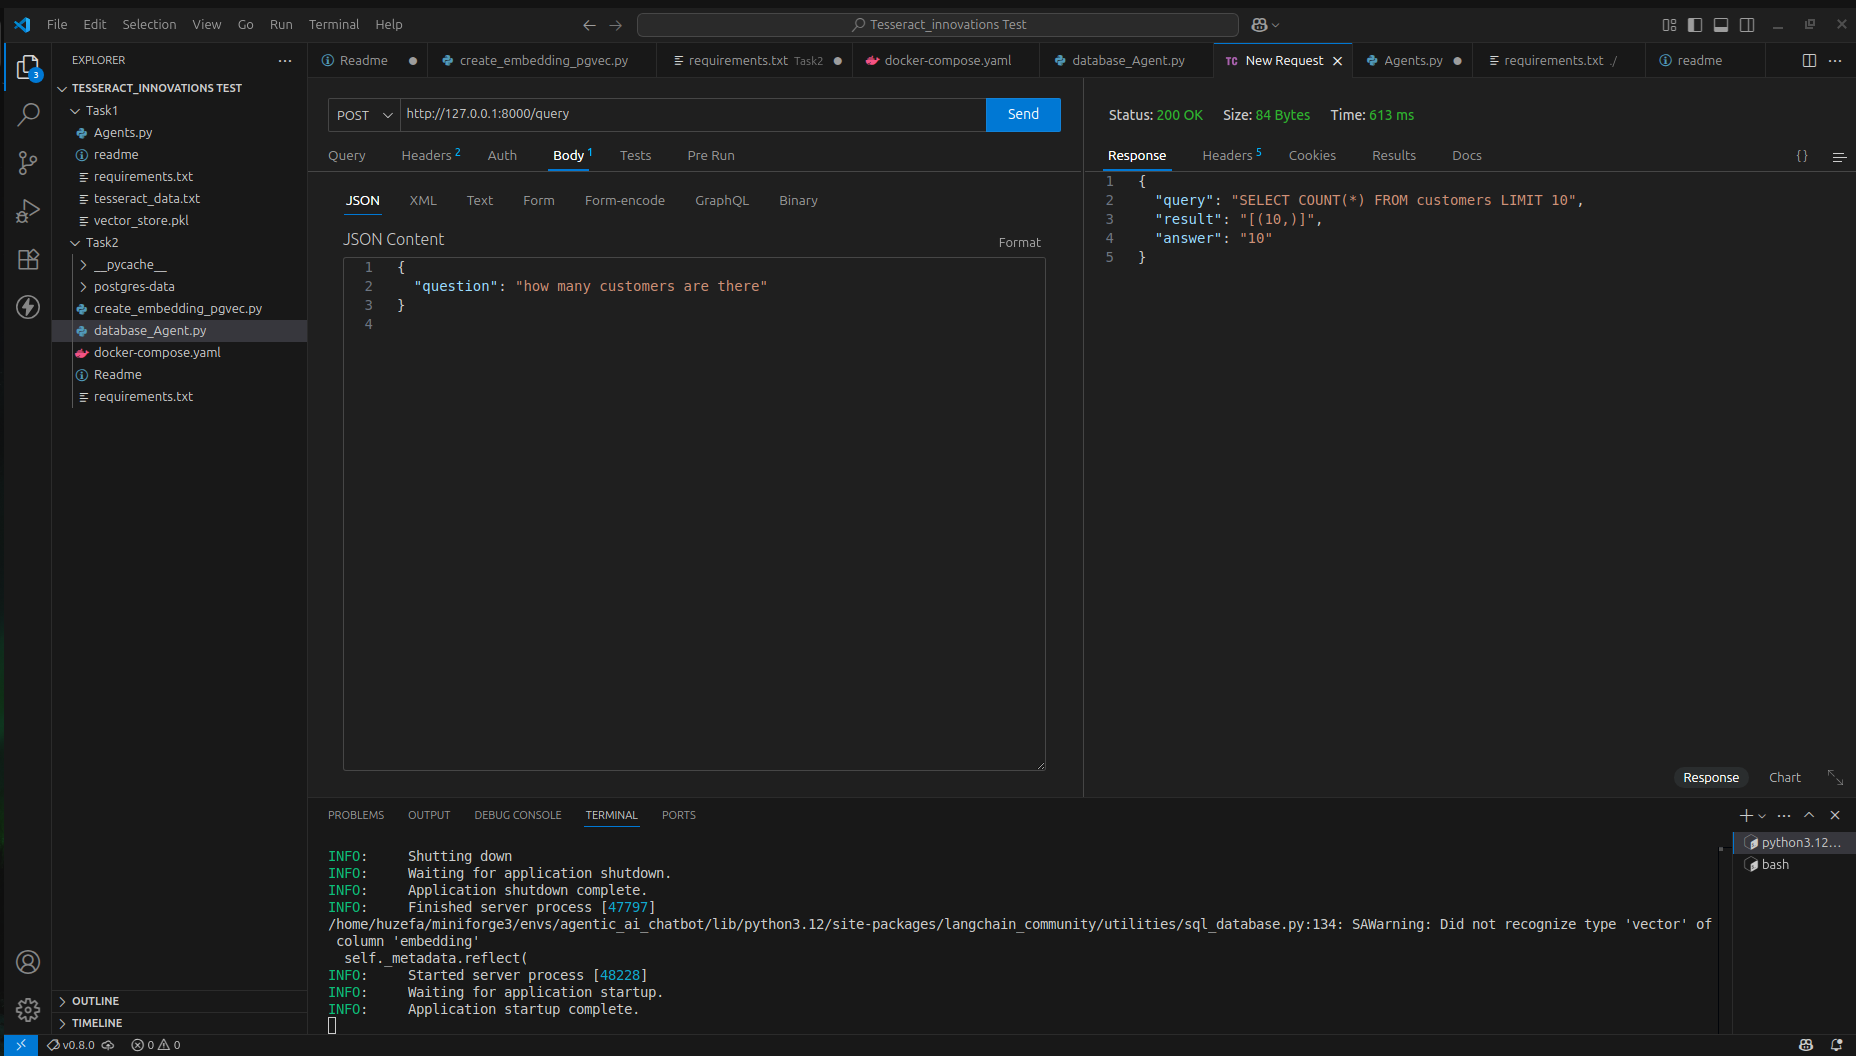 File Edit Selection View Go Run Terminal Help
Tesseract_innovations Test
EXPLORER
3
TESSERACT_INNOVATIONS TEST
Task1
Agents.py
readme
requirements.txt
tesseract_data.txt
vector_store.pkl
Task2
__pycache__
postgres-data
create_embedding_pgvec.py
database_Agent.py
docker-compose.yaml
Readme
requirements.txt
OUTLINE
TIMELINE
Readme create_embedding_pgvec.py requirements.txt Task2 docker-compose.yaml database_Agent.py TC New Request Agents.py requirements.txt ./ readme
POST http://127.0.0.1:8000/query Send
Query Headers 2 Auth Body 1 Tests Pre Run
JSON XML Text Form Form-encode GraphQL Binary
JSON Content
Format
1 {
2 "question": "how many customers are there"
3 }
4
Status: 200 OK Size: 84 Bytes Time: 613 ms
Response Headers 5 Cookies Results Docs {}
1 {
2 "query": "SELECT COUNT(*) FROM customers LIMIT 10",
3 "result": "[(10,)]",
4 "answer": "10"
5 }
Response Chart
PROBLEMS OUTPUT DEBUG CONSOLE TERMINAL PORTS
INFO: Shutting down
INFO: Waiting for application shutdown.
INFO: Application shutdown complete.
INFO: Finished server process [47797]
/home/huzefa/miniforge3/envs/agentic_ai_chatbot/lib/python3.12/site-packages/langchain_community/utilities/sql_database.py:134: SAWarning: Did not recognize type 'vector' of
column 'embedding'
self._metadata.reflect(
INFO: Started server process [48228]
INFO: Waiting for application startup.
INFO: Application startup complete.
python3.12...
bash
v0.8.0 0 0